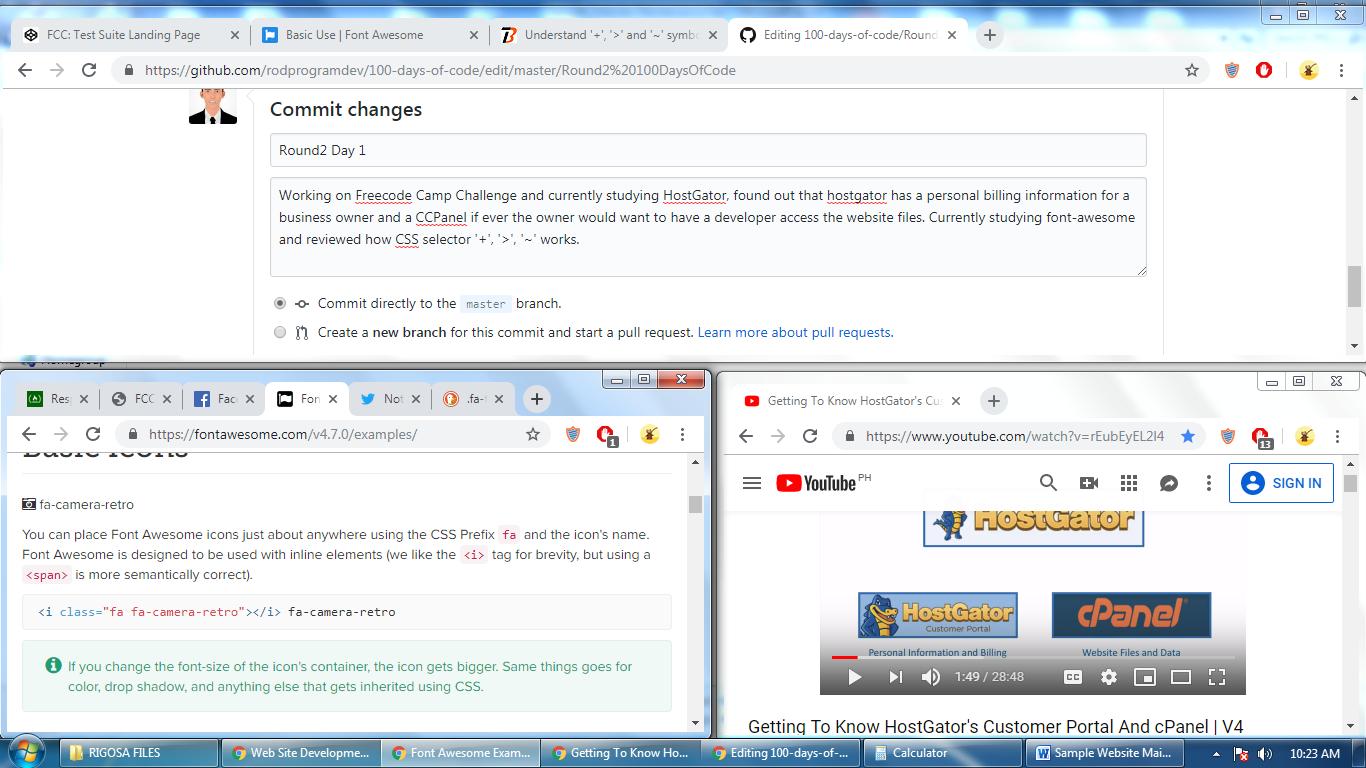 FCC: Test Suite Landing Page
Basic Use | Font Awesome
Understand '+', '>' and '~' symb
Editing 100-days-of-code/Round
https://github.com/rodprogramdev/100-days-of-code/edit/master/Round2%20100DaysOfCode
Commit changes
Round2 Day 1
Working on Freecode Camp Challenge and currently studying HostGator, found out that hostgator has a personal billing information for a
business owner and a CCPanel if ever the owner would want to have a developer access the website files. Currently studying font-awesome
and reviewed how CSS selector '+', '>', '~' works.
Commit directly to the master branch.
Create a new branch for this commit and start a pull request. Learn more about pull requests.
Homegroup
Res
FCC
Fac
Fon
Not
.fa-
https://fontawesome.com/v4.7.0/examples/
1
Basic Icons
fa-camera-retro
You can place Font Awesome icons just about anywhere using the CSS Prefix fa and the icon's name.
Font Awesome is designed to be used with inline elements (we like the <i> tag for brevity, but using a
<span> is more semantically correct).
<i class="fa fa-camera-retro"></i> fa-camera-retro
If you change the font-size of the icon's container, the icon gets bigger. Same things goes for
color, drop shadow, and anything else that gets inherited using CSS.
Getting To Know HostGator's Cus
https://www.youtube.com/watch?v=rEubEyEL2I4
13
YouTube PH
SIGN IN
HostGator
HostGator
Customer Portal
cPanel
Personal Information and Billing
Website Files and Data
1:49 / 28:48
CC
Getting To Know HostGator's Customer Portal And cPanel | V4
RIGOSA FILES
Web Site Developme...
Font Awesome Exam...
Getting To Know Ho...
Editing 100-days-of-...
Calculator
Sample Website Mai...
10:23 AM